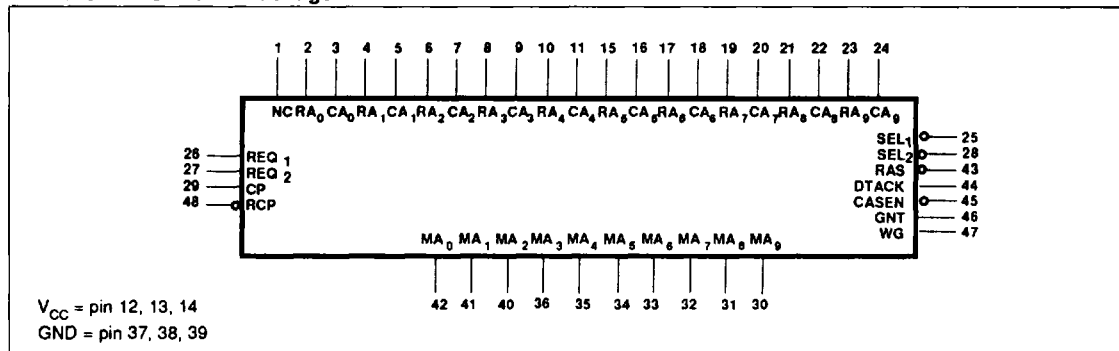 1 2 3 4 5 6 7 8 9 10 11 15 16 17 18 19 20 21 22 23 24
NC RA0 CA0 RA1 CA1 RA2 CA2 RA3 CA3 RA4 CA4 RA5 CA5 RA6 CA6 RA7 CA7 RA8 CA8 RA9 CA9
SEL1 25
26 REQ1
SEL2 28
27 REQ2
RAS 43
29 CP
DTACK 44
48 RCP
CASEN 45
GNT 46
WG 47
MA0 MA1 MA2 MA3 MA4 MA5 MA6 MA7 MA8 MA9
42 41 40 36 35 34 33 32 31 30
VCC = pin 12, 13, 14
GND = pin 37, 38, 39